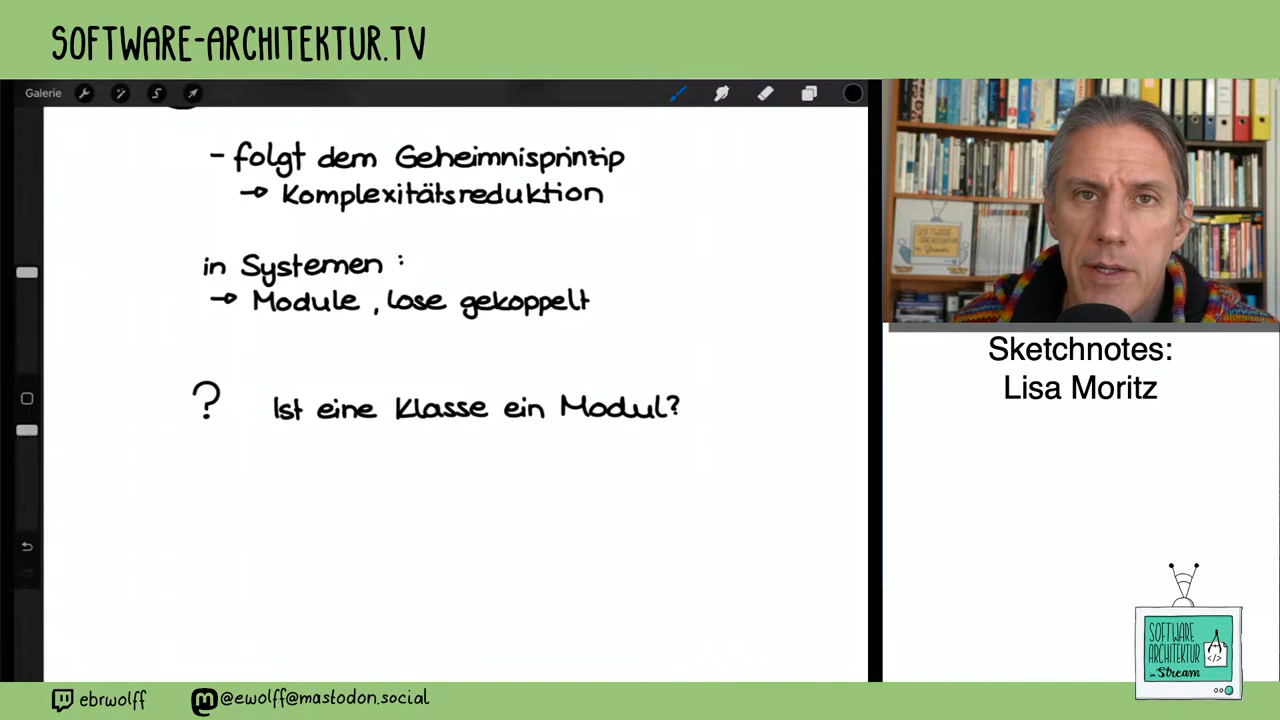 SOFTWARE-ARCHITEKTUR.TV
Galerie
- folgt dem Geheimnisprinzip
→ Komplexitätsreduktion
in Systemen :
→ Module , lose gekoppelt
? Ist eine Klasse ein Modul?
Sketchnotes:
Lisa Moritz
SOFTWARE
ARCHITEKTUR
im Stream
</>
ebrwolff
@ewolff@mastodon.social